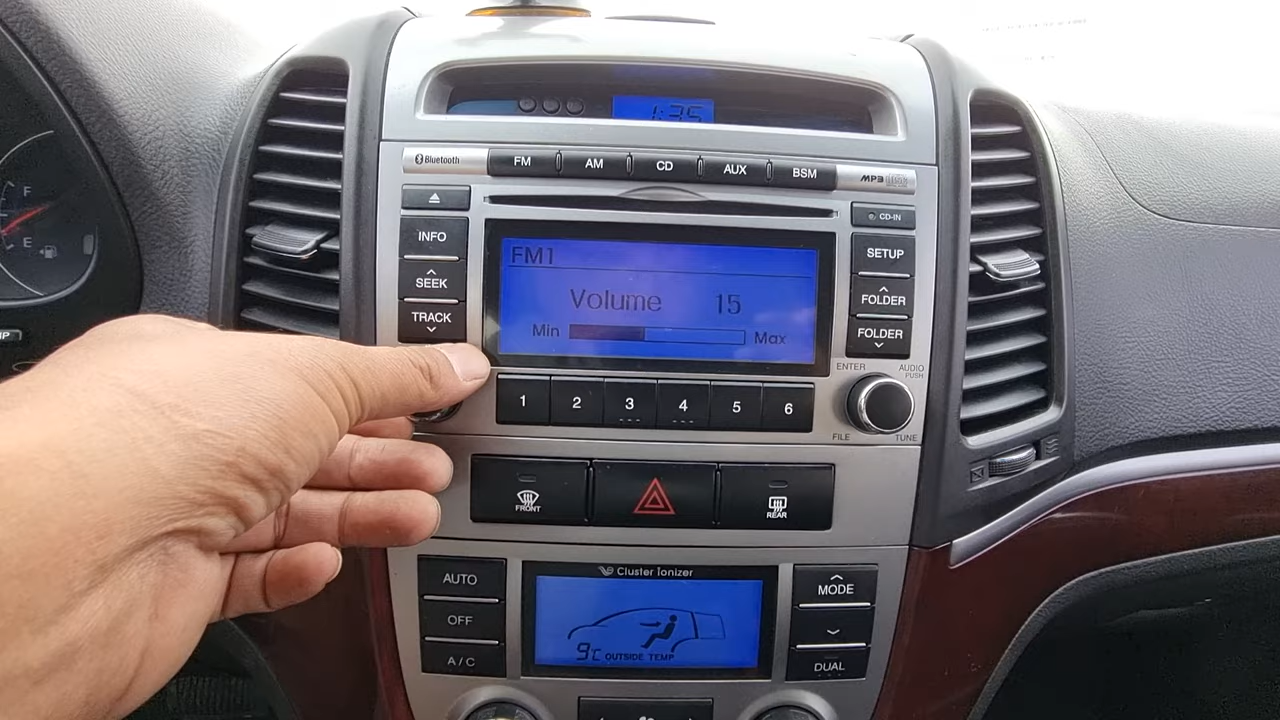 1:35
Bluetooth
FM AM CD AUX BSM
MP3
CD-IN
INFO
SEEK
TRACK
FM1
Volume 15
Min Max
SETUP
FOLDER
FOLDER
ENTER AUDIO
PUSH
FILE TUNE
1 2 3 4 5 6
F
E
FRONT
REAR
AUTO
OFF
A/C
Cluster Ionizer
9°C OUTSIDE TEMP
MODE
DUAL